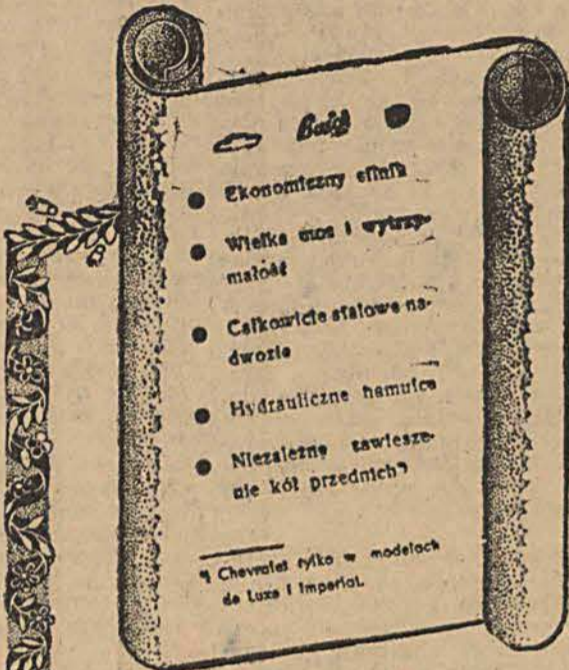 Buick
● Ekonomiczny silnik
● Wielka moc i wytrzy-
małość
● Całkowicie stalowe na-
dwozie
● Hydrauliczne hamulce
● Niezależne zawiesze-
nie kół przednich*)
*) Chevrolet tylko w modelach
de Luxe i Imperial.